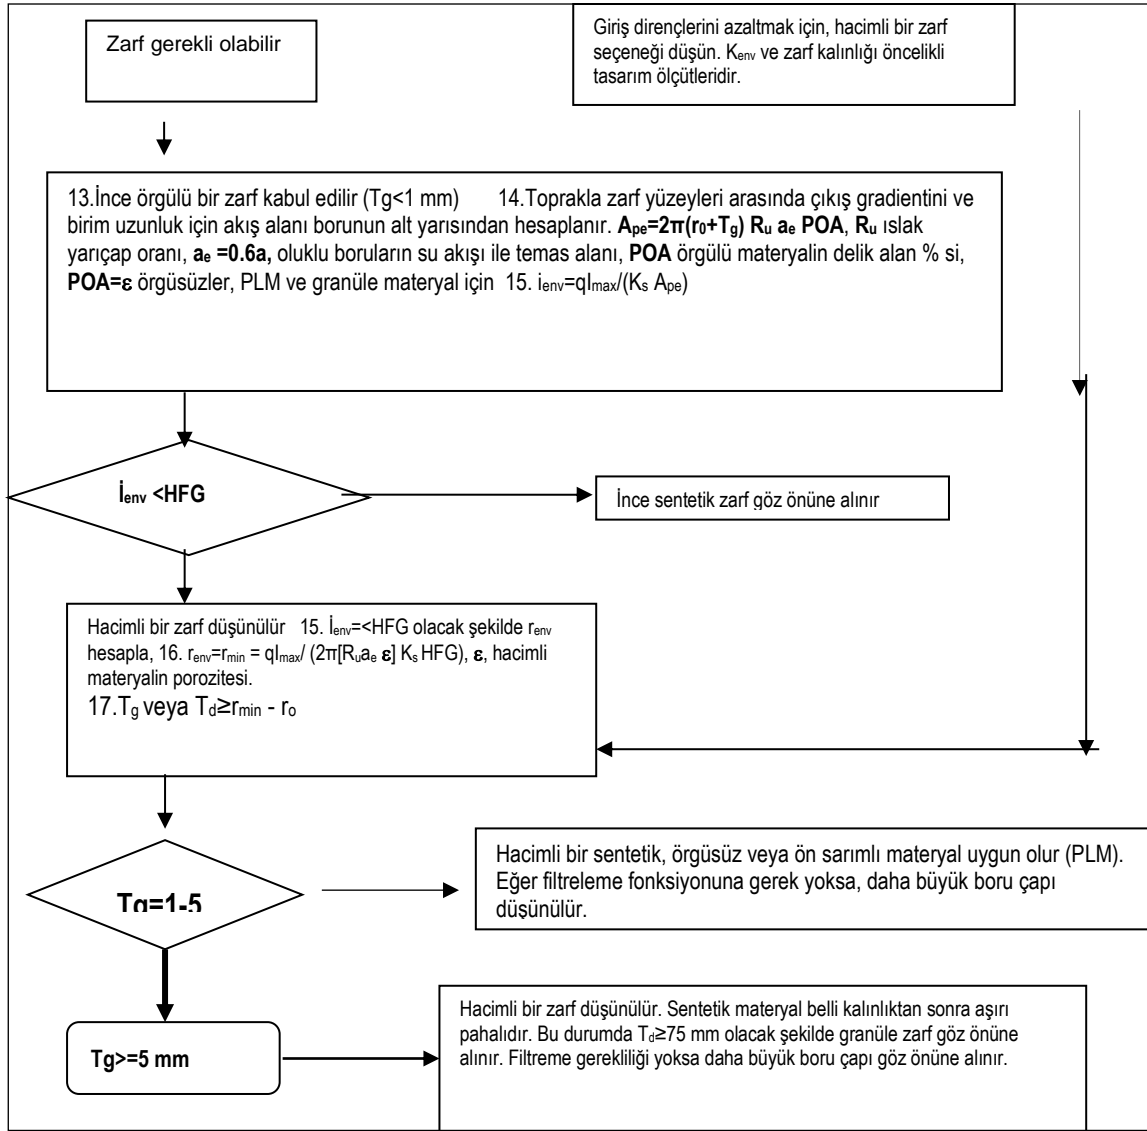 Zarf gerekli olabilir
Giriş dirençlerini azaltmak için, hacimli bir zarf
seçeneği düşün. Kenv ve zarf kalınlığı öncelikli
tasarım ölçütleridir.
13.İnce örgülü bir zarf kabul edilir (Tg<1 mm) 14.Toprakla zarf yüzeyleri arasında çıkış gradientini ve
birim uzunluk için akış alanı borunun alt yarısından hesaplanır. Ape=2π(r0+Tg) Ru ae POA, Ru ıslak
yarıçap oranı, ae =0.6a, oluklu boruların su akışı ile temas alanı, POA örgülü materyalin delik alan % si,
POA=ε örgüsüzler, PLM ve granüle materyal için 15. ienv=qImax/(Ks Ape)
İenv <HFG
İnce sentetik zarf göz önüne alınır
Hacimli bir zarf düşünülür 15. İenv=<HFG olacak şekilde renv
hesapla, 16. renv=rmin = qImax/ (2π[Ruae ε] Ks HFG), ε, hacimli
materyalin porozitesi.
17.Tg veya Td≥rmin - ro
Tg=1-5
Hacimli bir sentetik, örgüsüz veya ön sarımlı materyal uygun olur (PLM).
Eğer filtreleme fonksiyonuna gerek yoksa, daha büyük boru çapı
düşünülür.
Tg>=5 mm
Hacimli bir zarf düşünülür. Sentetik materyal belli kalınlıktan sonra aşırı
pahalıdır. Bu durumda Td≥75 mm olacak şekilde granüle zarf göz önüne
alınır. Filtreme gerekliliği yoksa daha büyük boru çapı göz önüne alınır.